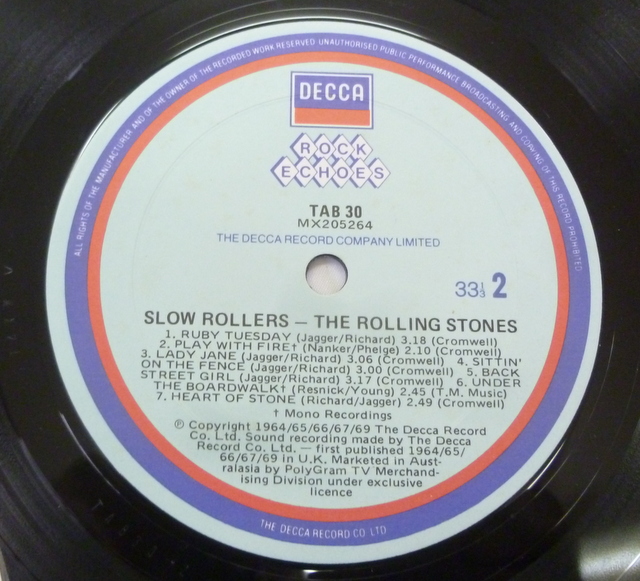 ALL RIGHTS OF THE MANUFACTURER AND OF THE OWNER OF THE RECORDED WORK RESERVED UNAUTHORISED PUBLIC PERFORMANCE BROADCASTING AND COPYING OF THIS RECORD PROHIBITED
DECCA
ROCK
ECHOES
TAB 30
MX205264
THE DECCA RECORD COMPANY LIMITED
33⅓ 2
SLOW ROLLERS – THE ROLLING STONES
1. RUBY TUESDAY (Jagger/Richard) 3.18 (Cromwell)
2. PLAY WITH FIRE† (Nanker/Phelge) 2.10 (Cromwell)
3. LADY JANE (Jagger/Richard) 3.06 (Cromwell) 4. SITTIN'
ON THE FENCE (Jagger/Richard) 3,00 (Cromwell) 5. BACK
STREET GIRL (Jagger/Richard) 3.17 (Cromwell) 6. UNDER
THE BOARDWALK† (Resnick/Young) 2.45 (T.M. Music)
7. HEART OF STONE (Richard/Jagger) 2.49 (Cromwell)
† Mono Recordings
℗ Copyright 1964/65/66/67/69 The Decca Record
Co. Ltd. Sound recording made by The Decca
Record Co. Ltd. — first published 1964/65/
66/67/69 in U.K. Marketed in Aust-
ralasia by PolyGram TV Merchand-
ising Division under exclusive
licence
THE DECCA RECORD CO LTD